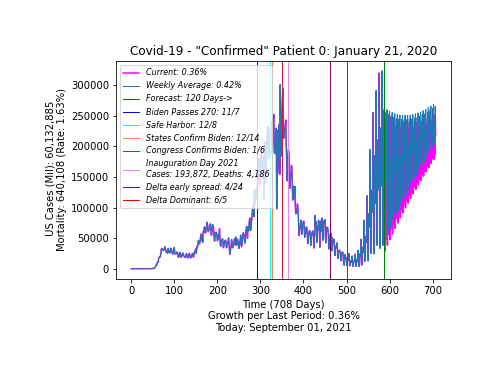 Covid-19 - "Confirmed" Patient 0: January 21, 2020
US Cases (Mil): 60,132,885
Mortality: 640,108 (Rate: 1.63%)
300000
250000
200000
150000
100000
50000
0
Current: 0.36%
Weekly Average: 0.42%
Forecast: 120 Days->
Biden Passes 270: 11/7
Safe Harbor: 12/8
States Confirm Biden: 12/14
Congress Confirms Biden: 1/6
Inauguration Day 2021
Cases: 193,872, Deaths: 4,186
Delta early spread: 4/24
Delta Dominant: 6/5
0 100 200 300 400 500 600 700
Time (708 Days)
Growth per Last Period: 0.36%
Today: September 01, 2021